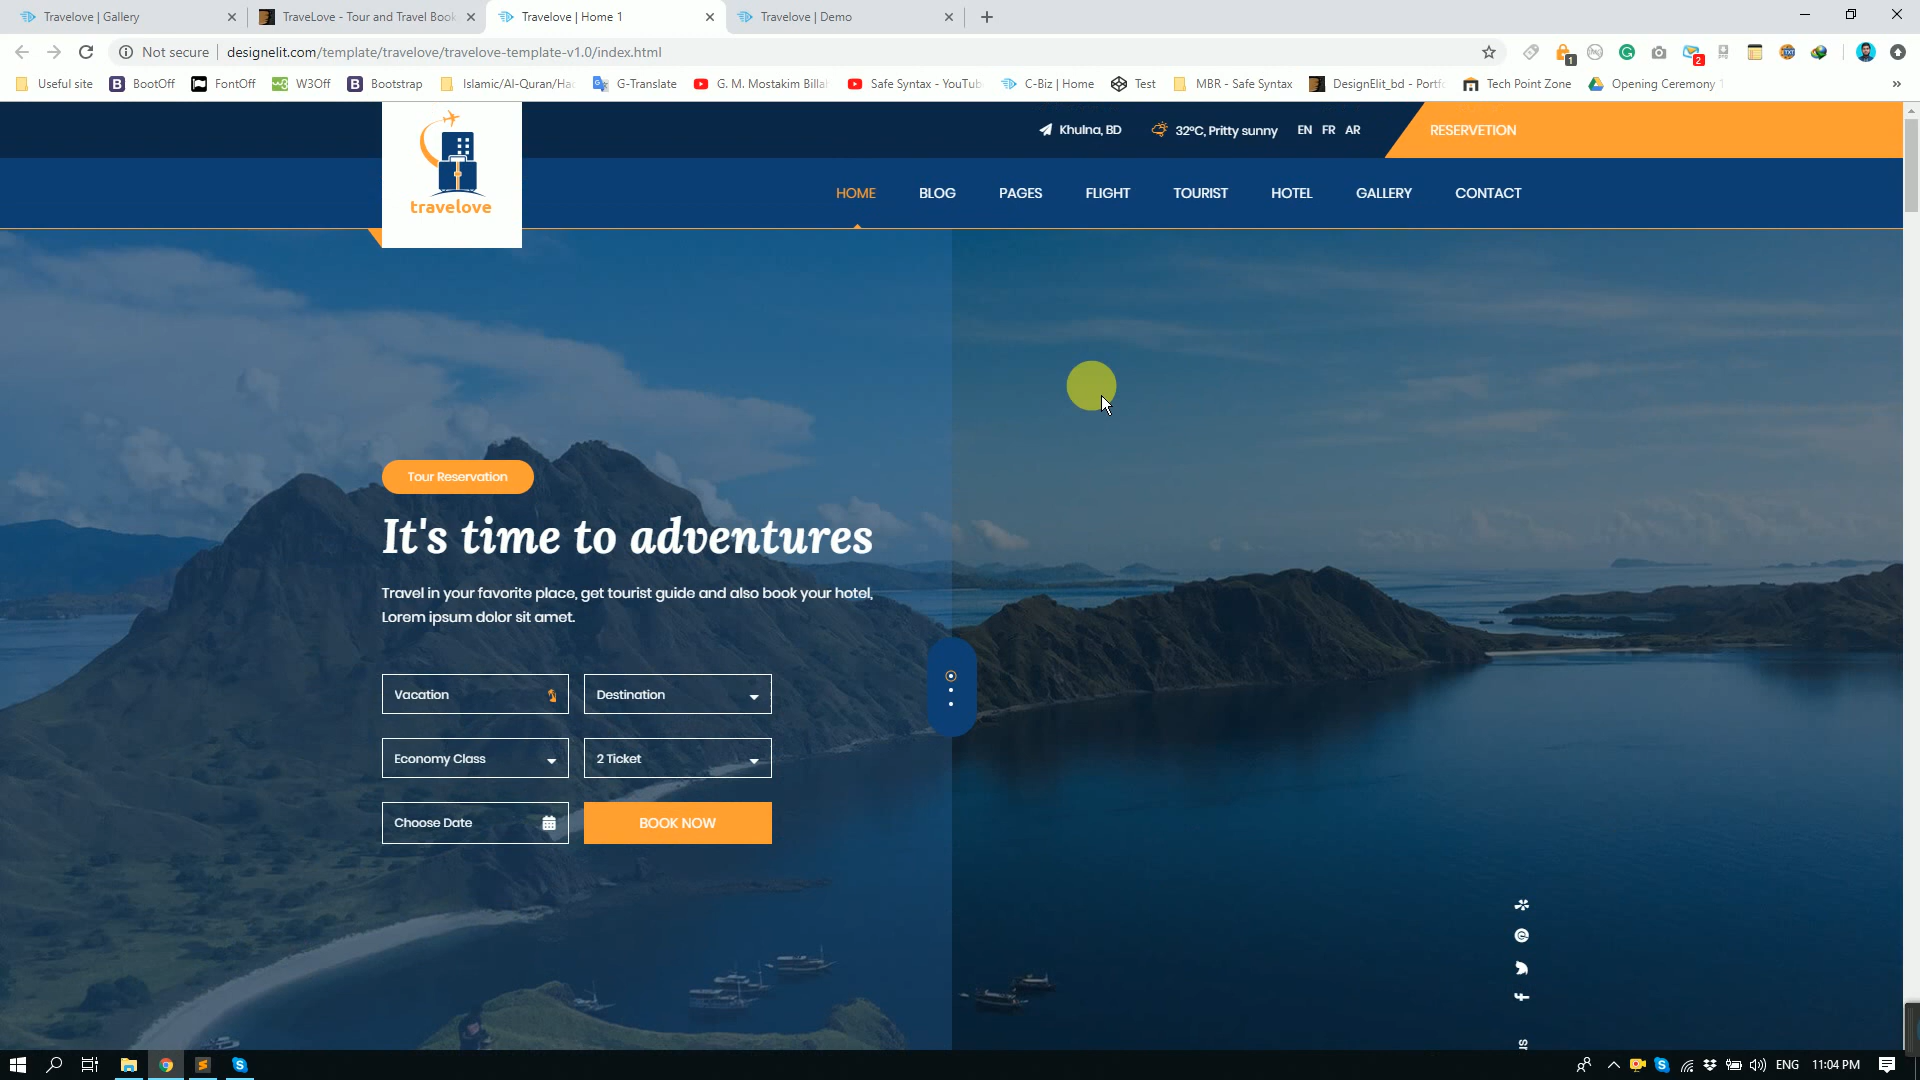 Travelove | Gallery
TraveLove - Tour and Travel Book
Travelove | Home 1
Travelove | Demo
Not secure
designelit.com/template/travelove/travelove-template-v1.0/index.html
1
2
Useful site
BootOff
FontOff
W3Off
Bootstrap
Islamic/Al-Quran/Ha
G-Translate
G. M. Mostakim Billa
Safe Syntax - YouTub
C-Biz | Home
Test
MBR - Safe Syntax
DesignElit_bd - Portf
Tech Point Zone
Opening Ceremony
travelove
Khulna, BD
32°C, Pritty sunny
EN FR AR
RESERVETION
HOME
BLOG
PAGES
FLIGHT
TOURIST
HOTEL
GALLERY
CONTACT
Tour Reservation
It's time to adventures
Travel in your favorite place, get tourist guide and also book your hotel,
Lorem ipsum dolor sit amet.
Vacation
Destination
Economy Class
2 Ticket
Choose Date
BOOK NOW
ENG
11:04 PM